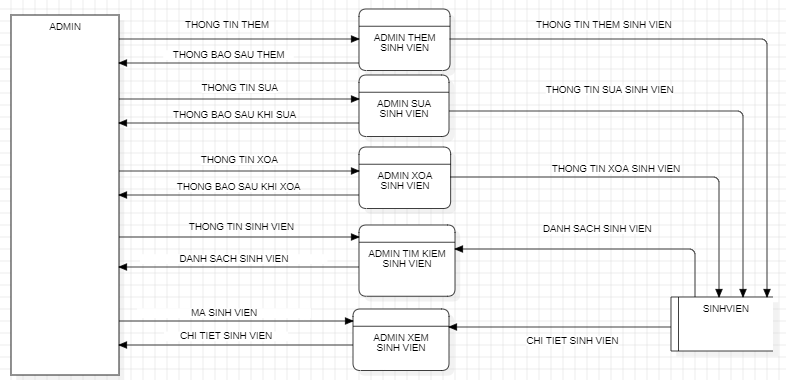 ADMIN
THONG TIN THEM
THONG BAO SAU THEM
ADMIN THEM
SINH VIEN
THONG TIN THEM SINH VIEN
THONG TIN SUA
THONG BAO SAU KHI SUA
ADMIN SUA
SINH VIEN
THONG TIN SUA SINH VIEN
THONG TIN XOA
THONG BAO SAU KHI XOA
ADMIN XOA
SINH VIEN
THONG TIN XOA SINH VIEN
THONG TIN SINH VIEN
DANH SACH SINH VIEN
ADMIN TIM KIEM
SINH VIEN
DANH SACH SINH VIEN
MA SINH VIEN
CHI TIET SINH VIEN
ADMIN XEM
SINH VIEN
CHI TIET SINH VIEN
SINHVIEN